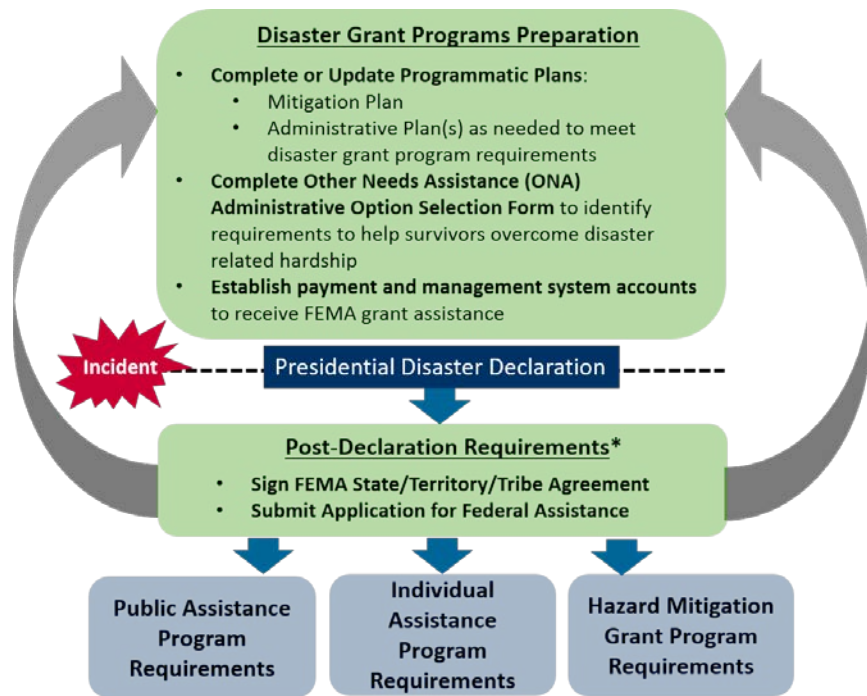 Disaster Grant Programs Preparation
• Complete or Update Programmatic Plans:
• Mitigation Plan
• Administrative Plan(s) as needed to meet
disaster grant program requirements
• Complete Other Needs Assistance (ONA)
Administrative Option Selection Form to identify
requirements to help survivors overcome disaster
related hardship
• Establish payment and management system accounts
to receive FEMA grant assistance
Incident
Presidential Disaster Declaration
Post-Declaration Requirements*
• Sign FEMA State/Territory/Tribe Agreement
• Submit Application for Federal Assistance
Public Assistance
Program
Requirements
Individual
Assistance
Program
Requirements
Hazard Mitigation
Grant Program
Requirements